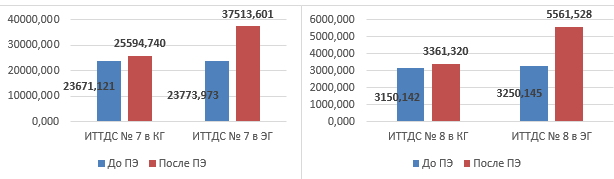 40000,000
30000,000
20000,000
10000,000
0,000
37513,601
25594,740
23671,121
23773,973
ИТТДС № 7 в КГ
ИТТДС № 7 в ЭГ
До ПЭ
После ПЭ
6000,000
5000,000
4000,000
3000,000
2000,000
1000,000
0,000
5561,528
3361,320
3150,142
3250,145
ИТТДС № 8 в КГ
ИТТДС № 8 в ЭГ
До ПЭ
После ПЭ